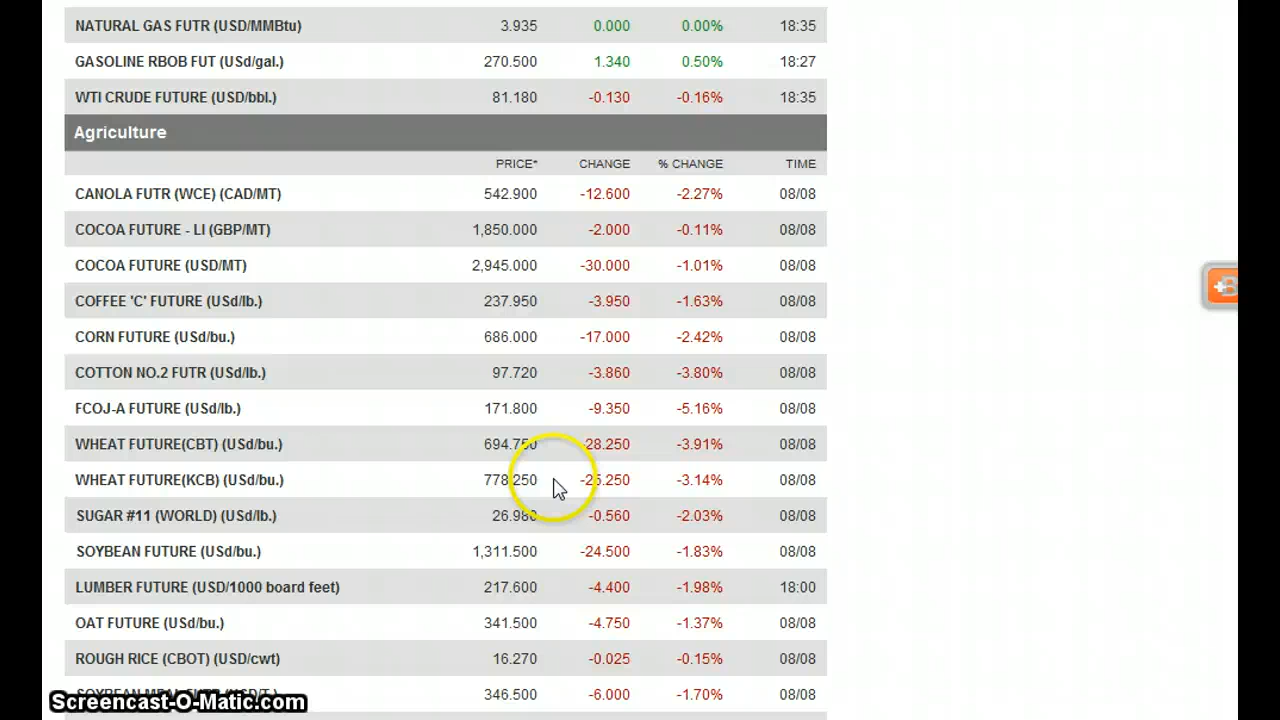 NATURAL GAS FUTR (USD/MMBtu) 3.935 0.000 0.00% 18:35
GASOLINE RBOB FUT (USd/gal.) 270.500 1.340 0.50% 18:27
WTI CRUDE FUTURE (USD/bbl.) 81.180 -0.130 -0.16% 18:35
Agriculture
PRICE* CHANGE % CHANGE TIME
CANOLA FUTR (WCE) (CAD/MT) 542.900 -12.600 -2.27% 08/08
COCOA FUTURE - LI (GBP/MT) 1,850.000 -2.000 -0.11% 08/08
COCOA FUTURE (USD/MT) 2,945.000 -30.000 -1.01% 08/08
COFFEE 'C' FUTURE (USd/lb.) 237.950 -3.950 -1.63% 08/08
CORN FUTURE (USd/bu.) 686.000 -17.000 -2.42% 08/08
COTTON NO.2 FUTR (USd/lb.) 97.720 -3.860 -3.80% 08/08
FCOJ-A FUTURE (USd/lb.) 171.800 -9.350 -5.16% 08/08
WHEAT FUTURE(CBT) (USd/bu.) 694.750 -28.250 -3.91% 08/08
WHEAT FUTURE(KCB) (USd/bu.) 778.250 -25.250 -3.14% 08/08
SUGAR #11 (WORLD) (USd/lb.) 26.980 -0.560 -2.03% 08/08
SOYBEAN FUTURE (USd/bu.) 1,311.500 -24.500 -1.83% 08/08
LUMBER FUTURE (USD/1000 board feet) 217.600 -4.400 -1.98% 18:00
OAT FUTURE (USd/bu.) 341.500 -4.750 -1.37% 08/08
ROUGH RICE (CBOT) (USD/cwt) 16.270 -0.025 -0.15% 08/08
346.500 -6.000 -1.70% 08/08
Screencast-O-Matic.com